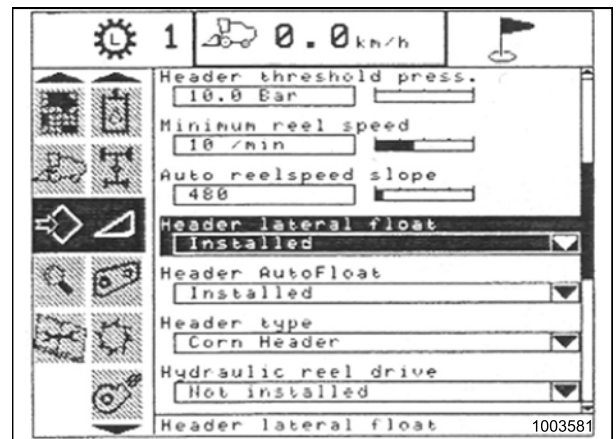 L 1 0.0 km/h
Header threshold press.
10.0 Bar
Minimum reel speed
10 /min
Auto reelspeed slope
480
Header lateral float
Installed
Header AutoFloat
Installed
Header type
Corn Header
Hydraulic reel drive
Not installed
Header lateral float
1003581